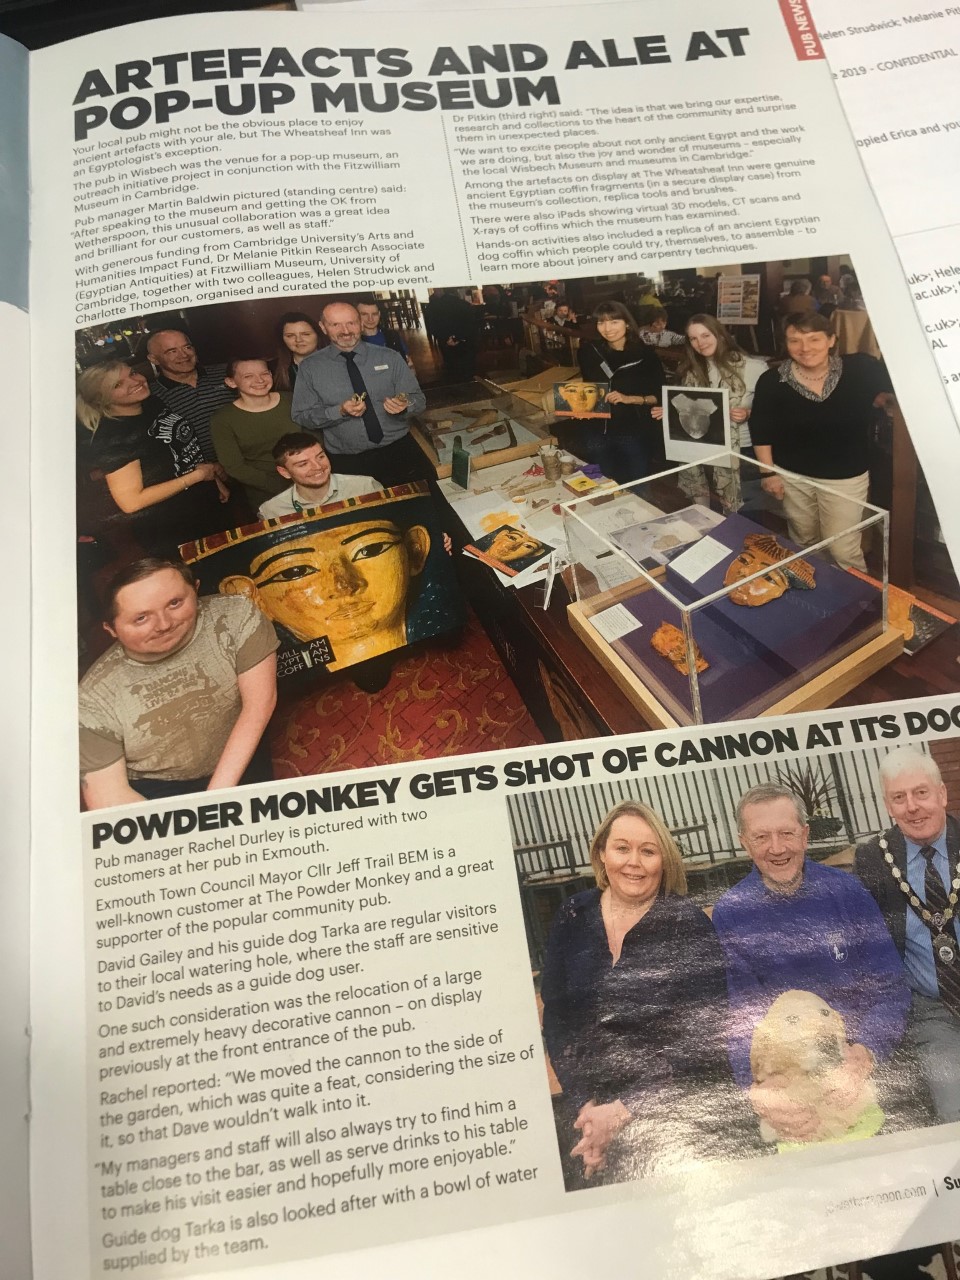 ARTEFACTS AND ALE AT
POP-UP MUSEUM
Your local pub might not be the obvious place to enjoy
ancient artefacts with your ale, but The Wheatsheaf Inn was
an Egyptologist's exception.
The pub in Wisbech was the venue for a pop-up museum, an
outreach initiative project in conjunction with the Fitzwilliam
Museum in Cambridge.
Pub manager Martin Baldwin pictured (standing centre) said:
"After speaking to the museum and getting the OK from
Wetherspoon, this unusual collaboration was a great idea
and brilliant for our customers, as well as staff."
With generous funding from Cambridge University's Arts and
Humanities Impact Fund, Dr Melanie Pitkin Research Associate
(Egyptian Antiquities) at Fitzwilliam Museum, University of
Cambridge, together with two colleagues, Helen Strudwick and
Charlotte Thompson, organised and curated the pop-up event.
Dr Pitkin (third right) said: "The idea is that we bring our expertise,
research and collections to the heart of the community and surprise
them in unexpected places.
"We want to excite people about not only ancient Egypt and the work
we are doing, but also the joy and wonder of museums – especially
the local Wisbech Museum and museums in Cambridge."
Among the artefacts on display at The Wheatsheaf Inn were genuine
ancient Egyptian coffin fragments (in a secure display case) from
the museum's collection, replica tools and brushes.
There were also iPads showing virtual 3D models, CT scans and
X-rays of coffins which the museum has examined.
Hands-on activities also included a replica of an ancient Egyptian
dog coffin which people could try, themselves, to assemble – to
learn more about joinery and carpentry techniques.
PUB NEWS
Helen Strudwick; Melanie Pit
2019 - CONFIDENTIAL
opied Erica and you
uk>; Hele
ac.uk>;
c.uk>;
AL
POWDER MONKEY GETS SHOT OF CANNON AT ITS DOO
Pub manager Rachel Durley is pictured with two
customers at her pub in Exmouth.
Exmouth Town Council Mayor Cllr Jeff Trail BEM is a
well-known customer at The Powder Monkey and a great
supporter of the popular community pub.
David Gailey and his guide dog Tarka are regular visitors
to their local watering hole, where the staff are sensitive
to David's needs as a guide dog user.
One such consideration was the relocation of a large
and extremely heavy decorative cannon – on display
previously at the front entrance of the pub.
Rachel reported: "We moved the cannon to the side of
the garden, which was quite a feat, considering the size of
it, so that Dave wouldn't walk into it.
"My managers and staff will also always try to find him a
table close to the bar, as well as serve drinks to his table
to make his visit easier and hopefully more enjoyable."
Guide dog Tarka is also looked after with a bowl of water
supplied by the team.
| Su